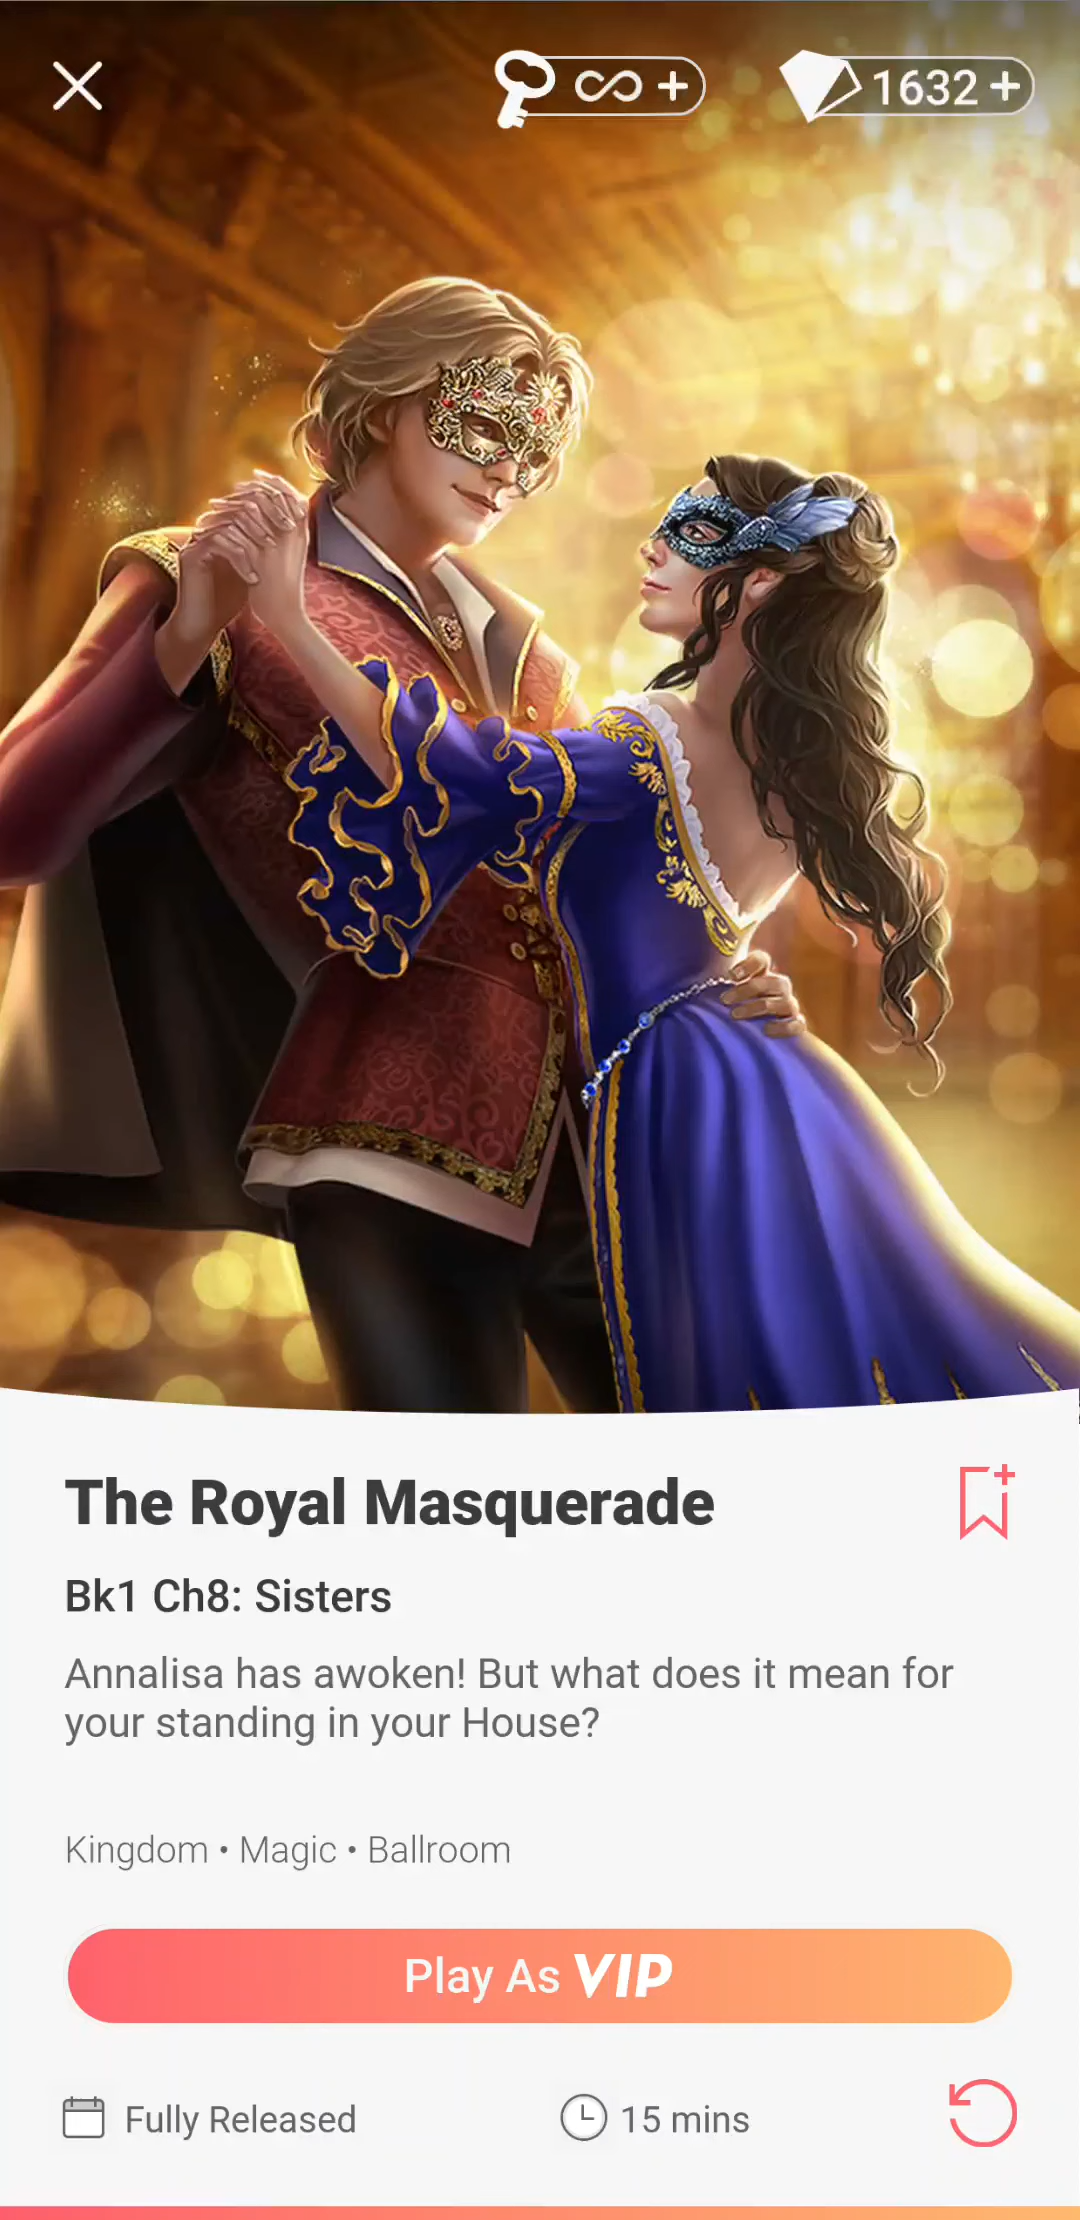 ∞ +
1632 +
The Royal Masquerade
Bk1 Ch8: Sisters
Annalisa has awoken! But what does it mean for
your standing in your House?
Kingdom • Magic • Ballroom
Play As VIP
Fully Released
15 mins